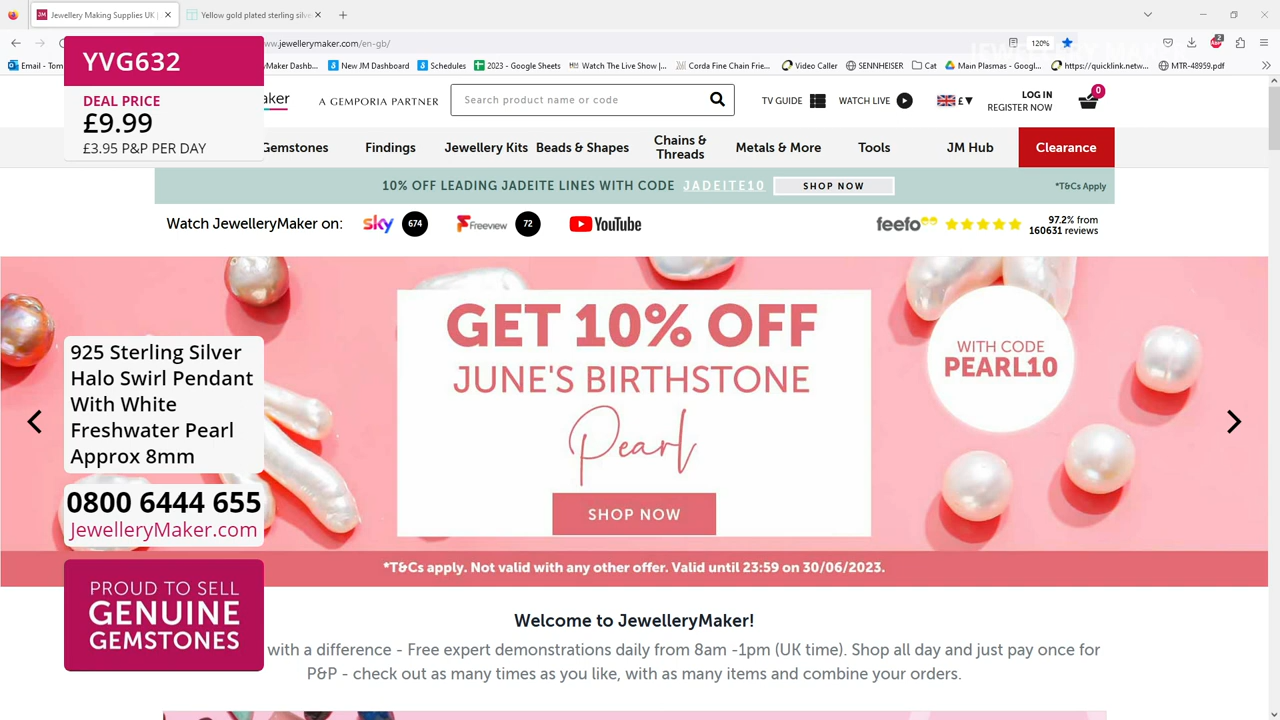 Jewellery Making Supplies UK |
Yellow gold plated sterling silve
ww.jewellerymaker.com/en-gb/
120%
2
Email - Tom
Maker Dashb...
New JM Dashboard
Schedules
2023 - Google Sheets
Watch The Live Show |...
Corda Fine Chain Frie...
Video Caller
SENNHEISER
Cat
Main Plasmas - Googl...
https://quicklink.netw...
MTR-48959.pdf
JEWELLERY MAKER
YVG632
DEAL PRICE
£9.99
£3.95 P&P PER DAY
aker
A GEMPORIA PARTNER
Search product name or code
TV GUIDE
WATCH LIVE
£
LOG IN
REGISTER NOW
0
Gemstones
Findings
Jewellery Kits
Beads & Shapes
Chains &
Threads
Metals & More
Tools
JM Hub
Clearance
10% OFF LEADING JADEITE LINES WITH CODE JADEITE10 SHOP NOW *T&Cs Apply
Watch JewelleryMaker on: sky 674 Freeview 72 YouTube
feefo
97.2% from
160631 reviews
GET 10% OFF
JUNE'S BIRTHSTONE
Pearl
SHOP NOW
WITH CODE
PEARL10
*T&Cs apply. Not valid with any other offer. Valid until 23:59 on 30/06/2023.
925 Sterling Silver
Halo Swirl Pendant
With White
Freshwater Pearl
Approx 8mm
0800 6444 655
JewelleryMaker.com
PROUD TO SELL
GENUINE
GEMSTONES
Welcome to JewelleryMaker!
with a difference - Free expert demonstrations daily from 8am -1pm (UK time). Shop all day and just pay once for
P&P - check out as many times as you like, with as many items and combine your orders.